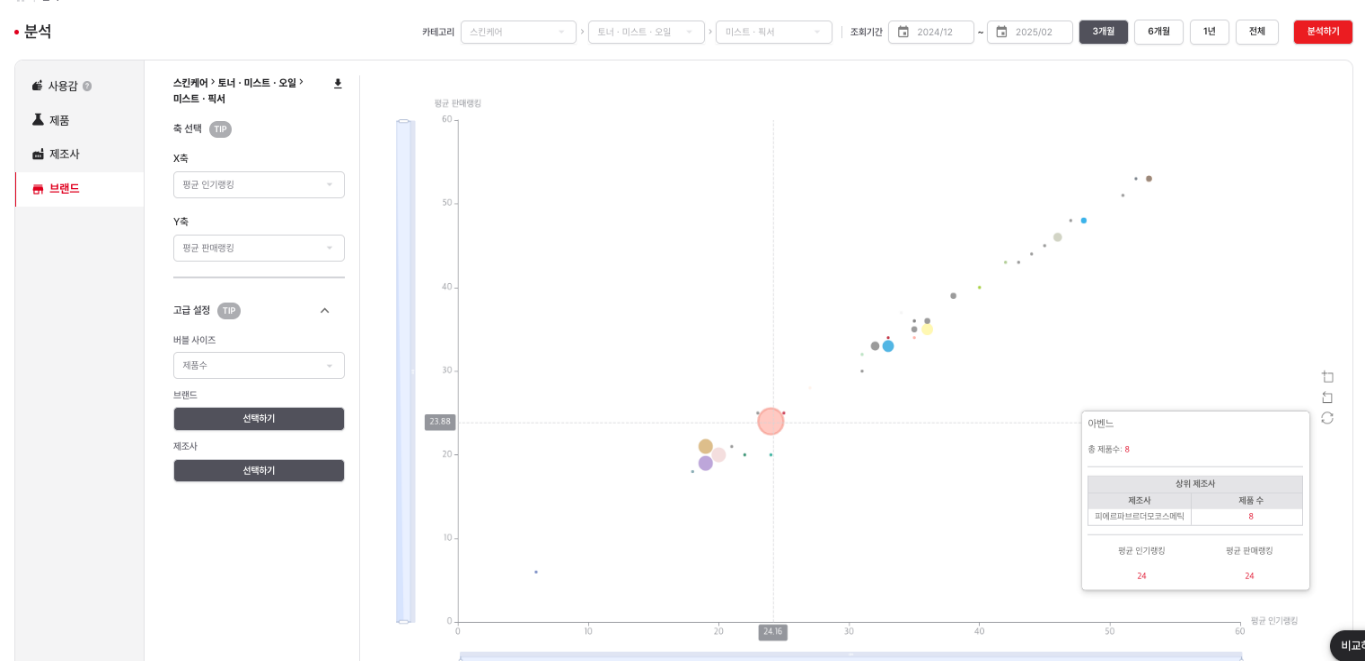 분석
카테고리 스킨케어 > 토너 · 미스트 · 오일 > 미스트 · 픽서 조회기간 2024/12 ~ 2025/02 3개월 6개월 1년 전체 분석하기
사용감 ?
제품
제조사
브랜드
스킨케어 > 토너 · 미스트 · 오일 >
미스트 · 픽서
축 선택 TIP
X축
평균 인기랭킹
Y축
평균 판매랭킹
고급 설정 TIP
버블 사이즈
제품수
브랜드
선택하기
제조사
선택하기
평균 판매랭킹
60
50
40
30
23.88
20
10
0
0 10 20 24.16 30 40 50 60
평균 인기랭킹
아벤느
총 제품수: 8
상위 제조사
제조사 제품 수
피에르파브르더모코스메틱 8
평균 인기랭킹 평균 판매랭킹
24 24